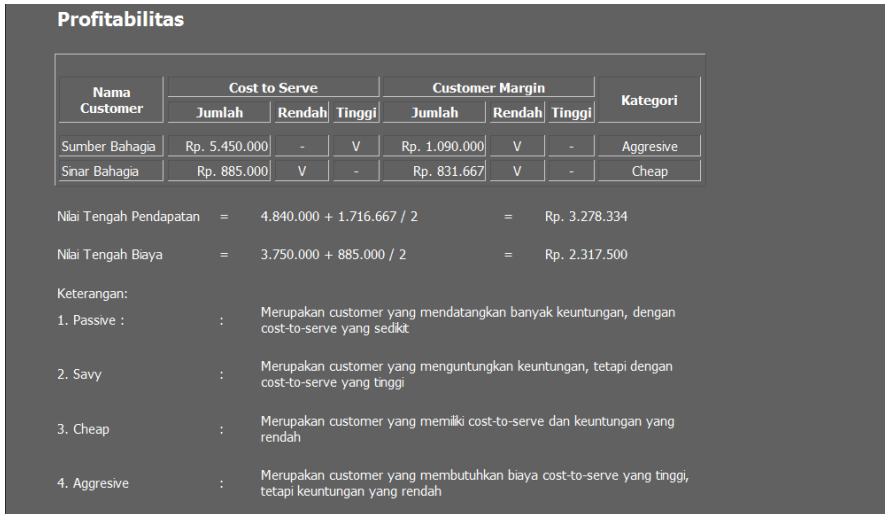 Profitabilitas
Nama Customer Cost to Serve Customer Margin Kategori
Jumlah Rendah Tinggi Jumlah Rendah Tinggi
Sumber Bahagia Rp. 5.450.000 - V Rp. 1.090.000 V - Aggresive
Sinar Bahagia Rp. 885.000 V - Rp. 831.667 V - Cheap
Nilai Tengah Pendapatan = 4.840.000 + 1.716.667 / 2 = Rp. 3.278.334
Nilai Tengah Biaya = 3.750.000 + 885.000 / 2 = Rp. 2.317.500
Keterangan:
1. Passive : : Merupakan customer yang mendatangkan banyak keuntungan, dengan
cost-to-serve yang sedikit
2. Savy : Merupakan customer yang menguntungkan keuntungan, tetapi dengan
cost-to-serve yang tinggi
3. Cheap : Merupakan customer yang memiliki cost-to-serve dan keuntungan yang
rendah
4. Aggresive : Merupakan customer yang membutuhkan biaya cost-to-serve yang tinggi,
tetapi keuntungan yang rendah